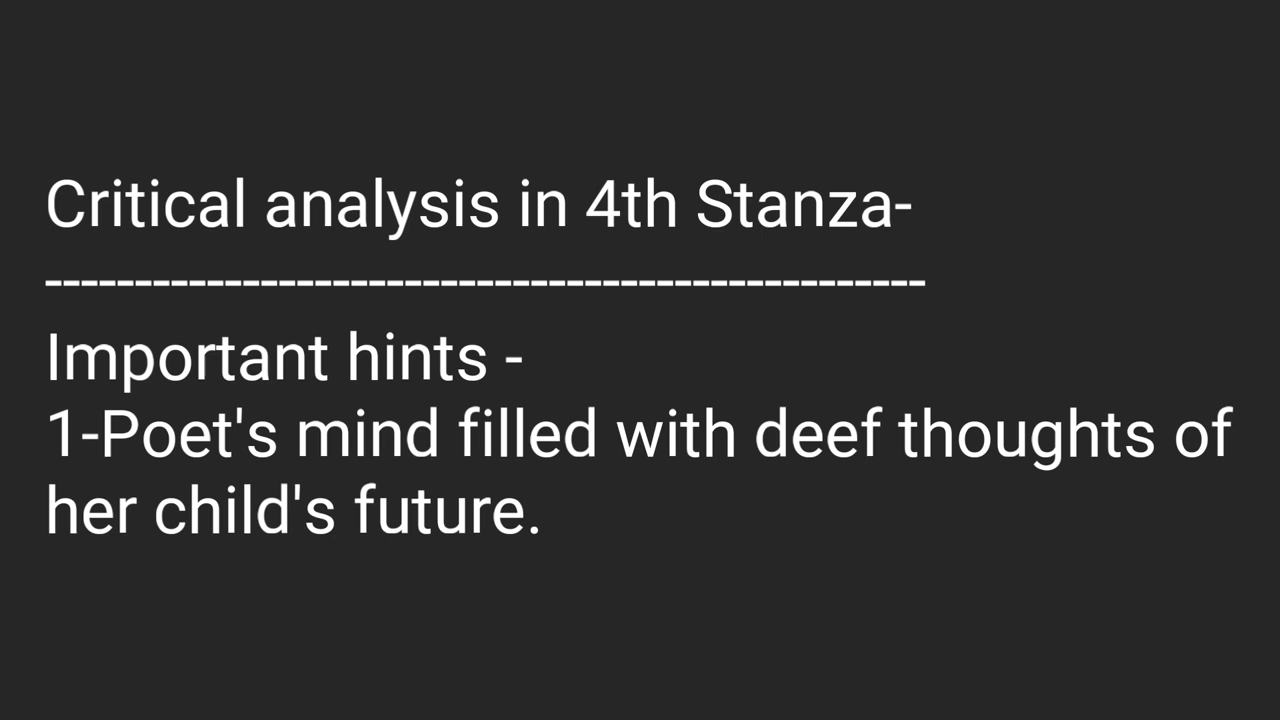 Critical analysis in 4th Stanza-
-------------------------------------------------
Important hints -
1-Poet's mind filled with deef thoughts of
her child's future.